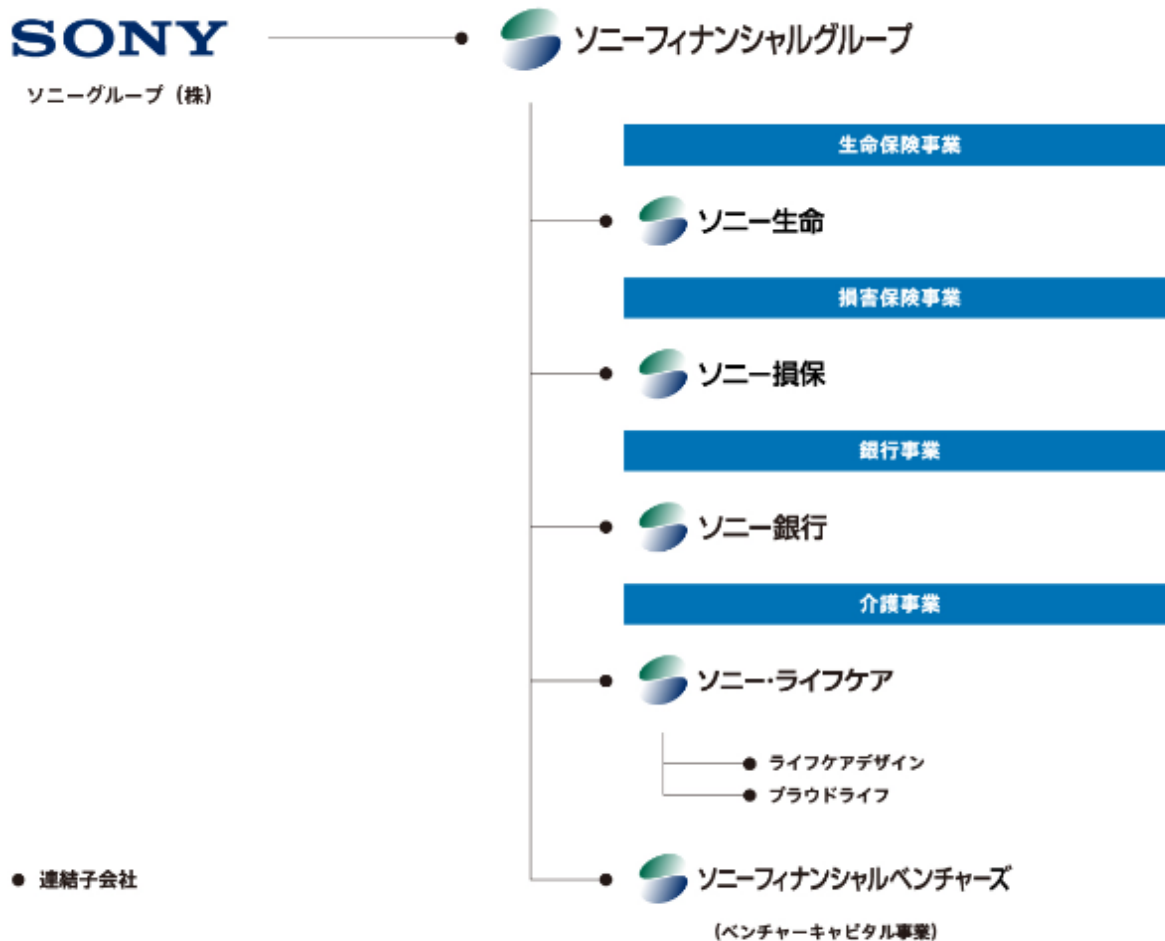 SONY
ソニーグループ（株）
ソニーフィナンシャルグループ
生命保険事業
ソニー生命
損害保険事業
ソニー損保
銀行事業
ソニー銀行
介護事業
ソニー・ライフケア
ライフケアデザイン
プラウドライフ
ソニーフィナンシャルベンチャーズ
（ベンチャーキャピタル事業）
● 連結子会社